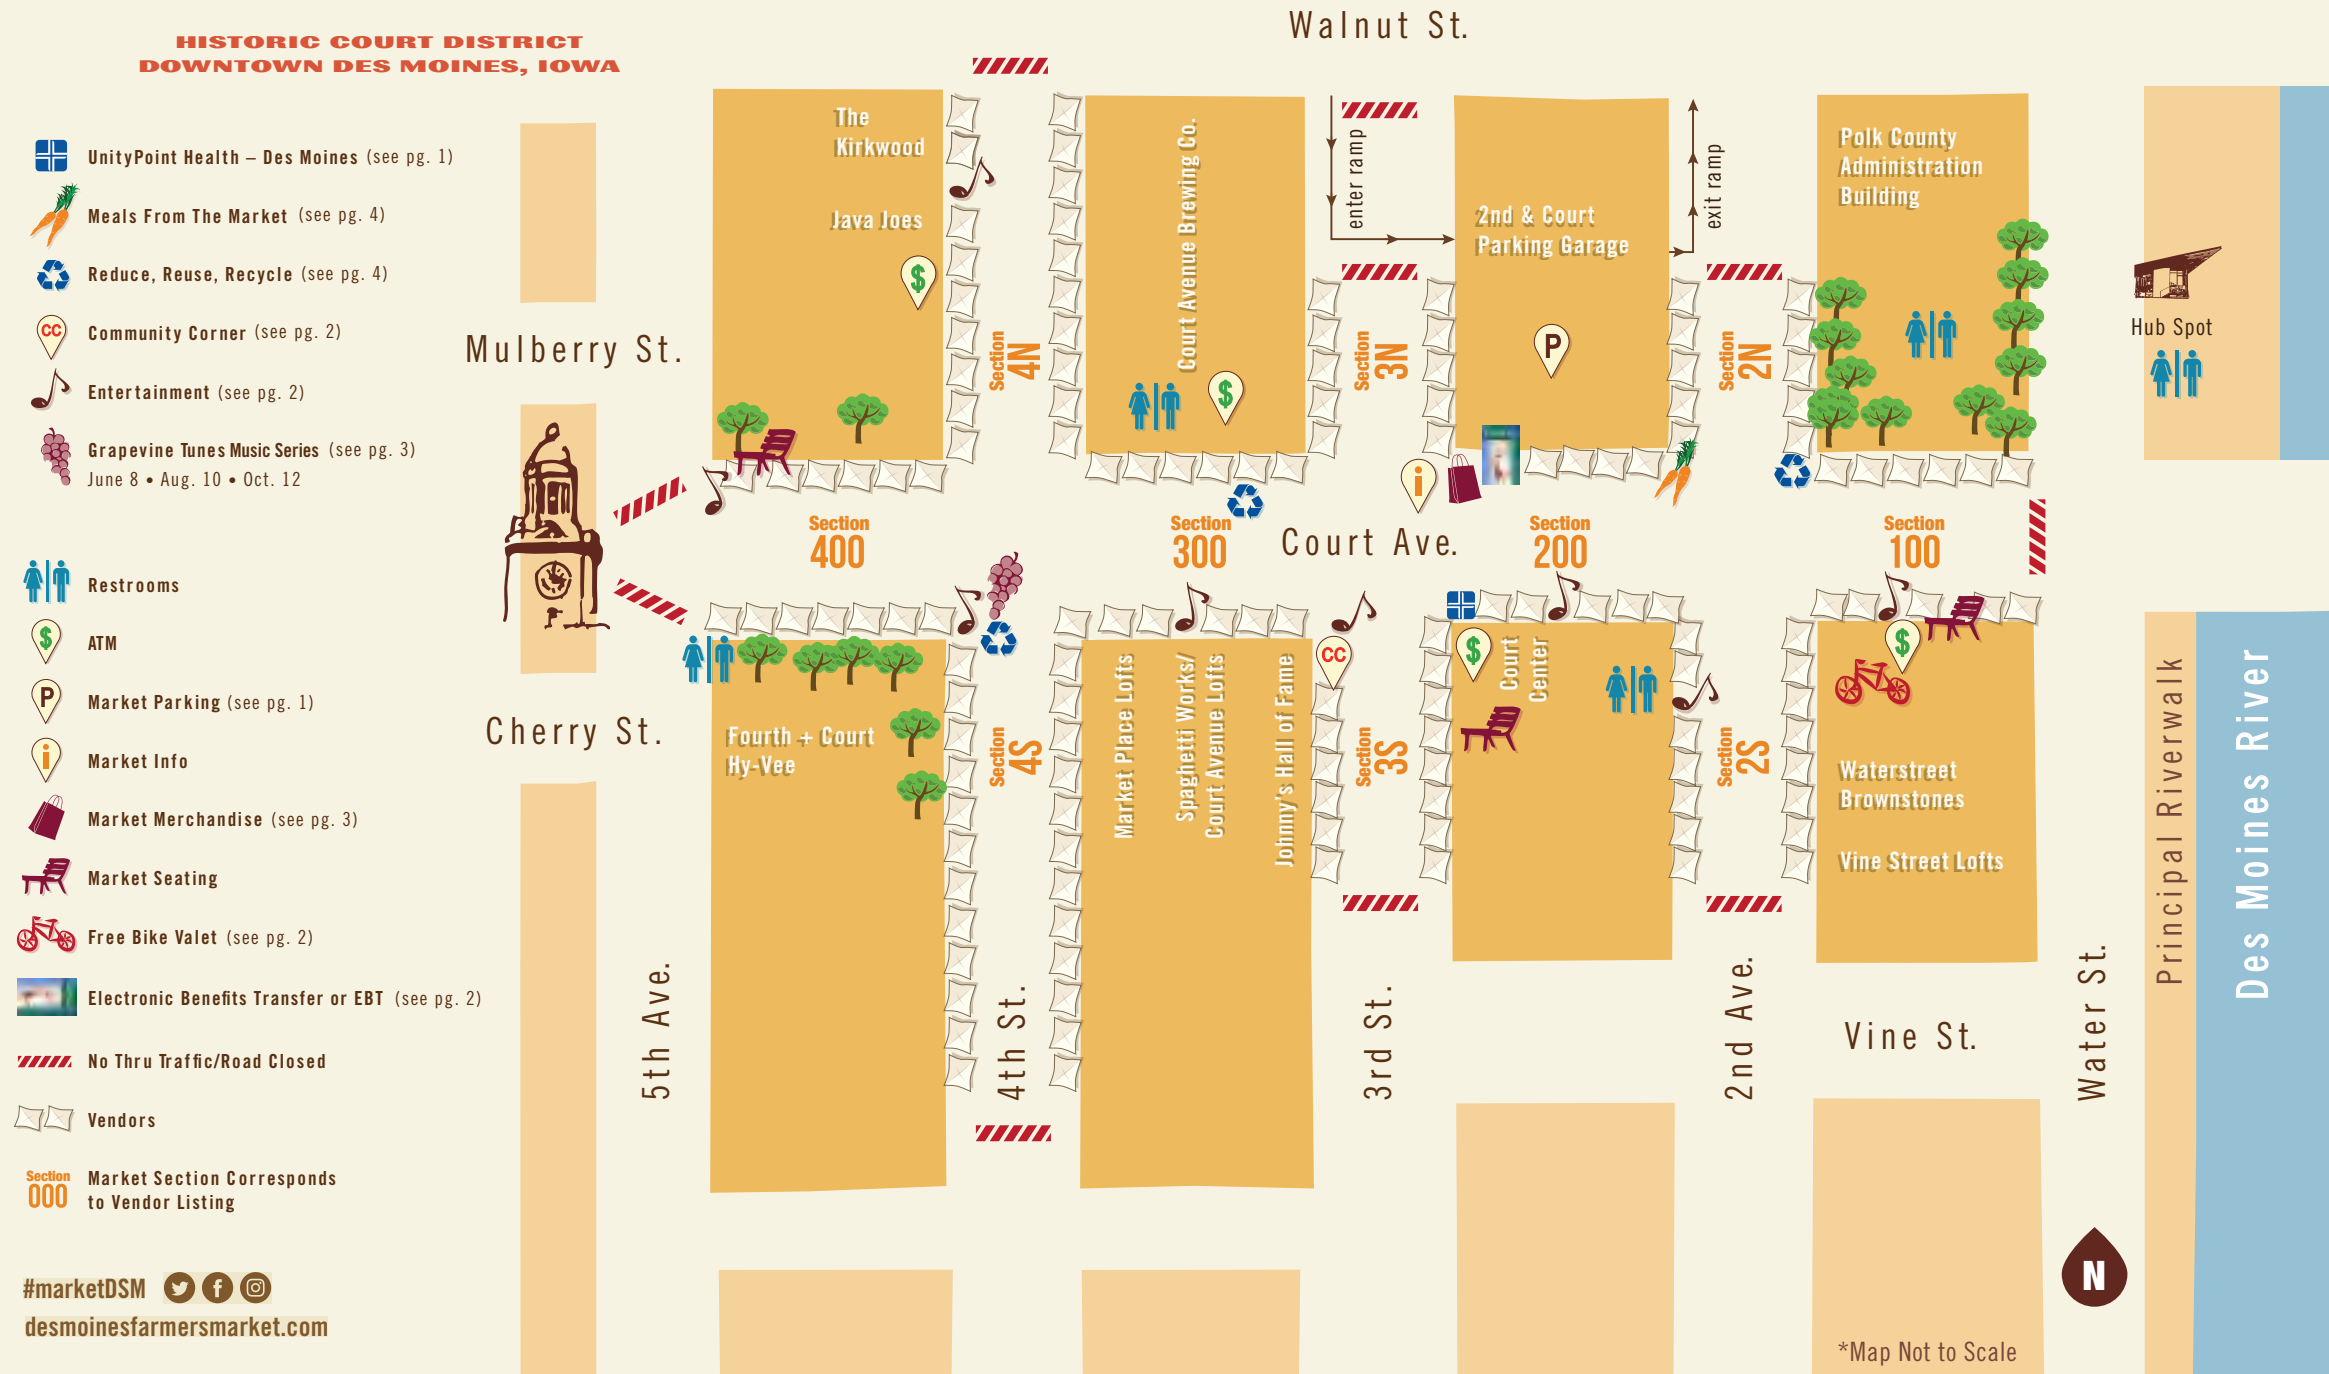 HISTORIC COURT DISTRICT
DOWNTOWN DES MOINES, IOWA
UnityPoint Health – Des Moines (see pg. 1)
Meals From The Market (see pg. 4)
Reduce, Reuse, Recycle (see pg. 4)
CC
Community Corner (see pg. 2)
Entertainment (see pg. 2)
Grapevine Tunes Music Series (see pg. 3)
June 8 • Aug. 10 • Oct. 12
Restrooms
$
ATM
P
Market Parking (see pg. 1)
i
Market Info
Market Merchandise (see pg. 3)
Market Seating
Free Bike Valet (see pg. 2)
Electronic Benefits Transfer or EBT (see pg. 2)
No Thru Traffic/Road Closed
Vendors
Section
000
Market Section Corresponds
to Vendor Listing
#marketDSM
desmoinesfarmersmarket.com
Walnut St.
Mulberry St.
Cherry St.
Court Ave.
Vine St.
5th Ave.
4th St.
3rd St.
2nd Ave.
Water St.
The
Kirkwood
Java Joes
$
Section
4N
Court Avenue Brewing Co.
$
enter ramp
Section
3N
2nd & Court
Parking Garage
P
exit ramp
Section
2N
Polk County
Administration
Building
Hub Spot
i
Section
400
Section
300
Section
200
Section
100
Fourth + Court
Hy-Vee
Section
4S
Market Place Lofts
Spaghetti Works/
Court Avenue Lofts
Johnny's Hall of Fame
CC
Section
3S
$
Court
Center
Section
2S
$
Waterstreet
Brownstones
Vine Street Lofts
Principal Riverwalk
Des Moines River
N
*Map Not to Scale